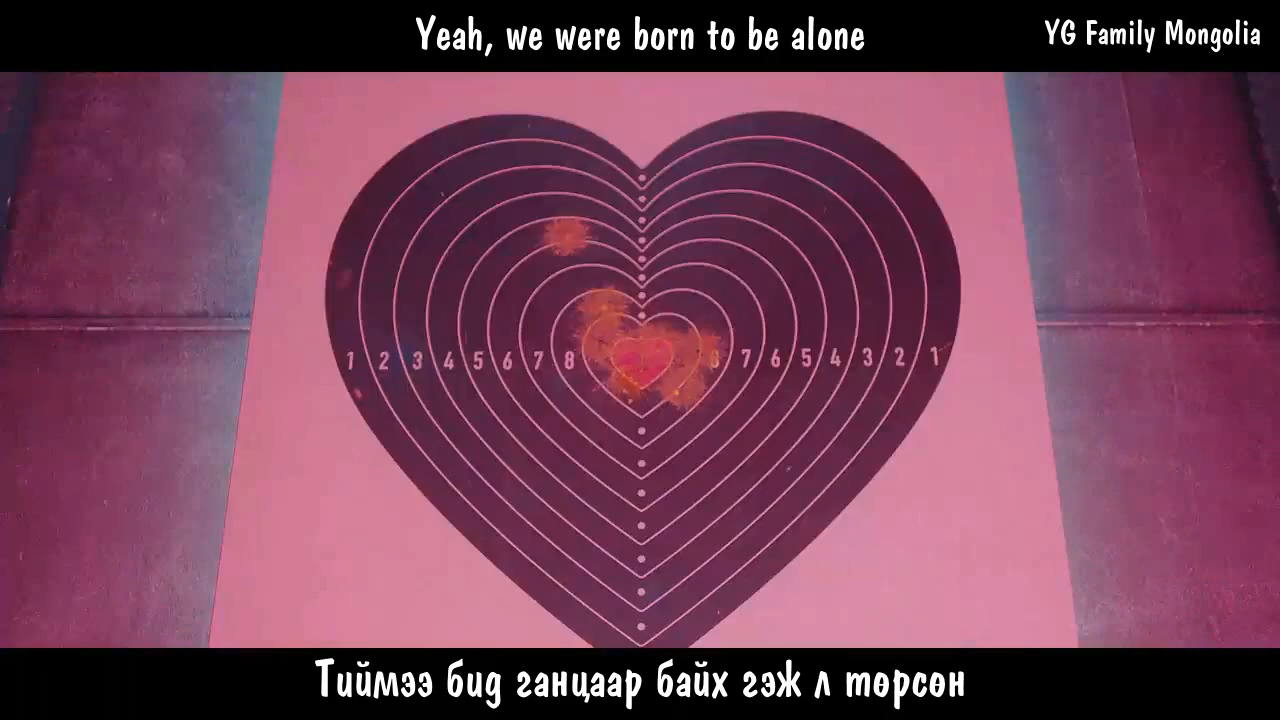 Yeah, we were born to be alone
YG Family Mongolia
1 2 3 4 5 6 7 8 8 7 6 5 4 3 2 1
Тиймээ бид ганцаар байх гэж л төрсөн